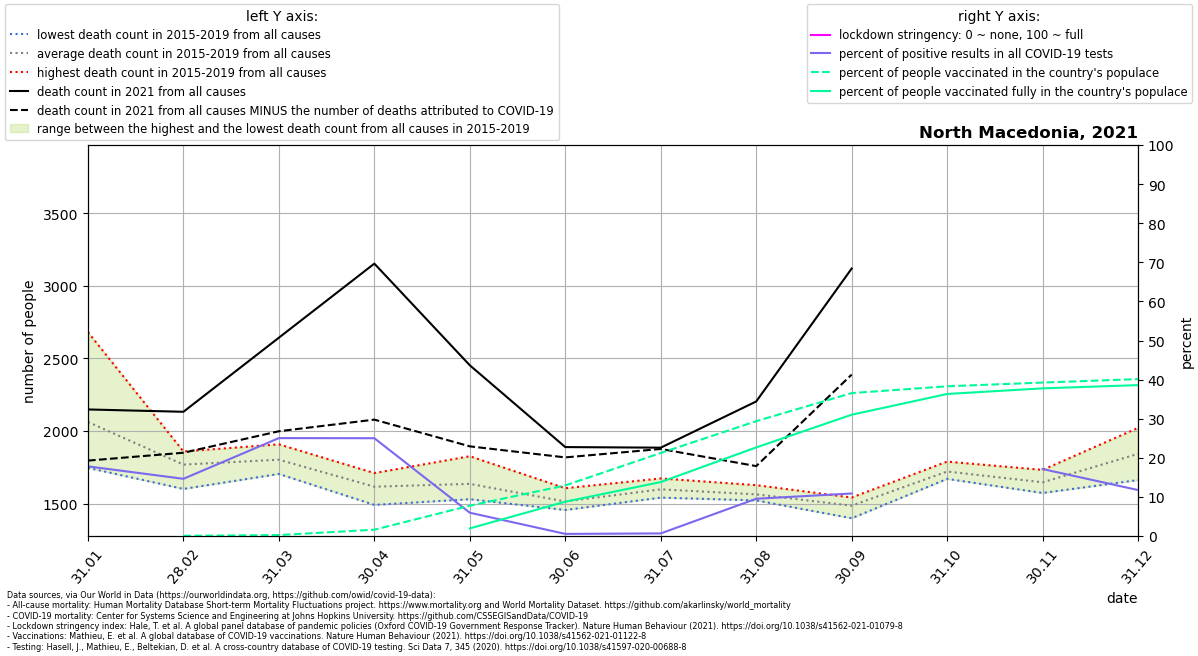 left Y axis:
lowest death count in 2015-2019 from all causes
average death count in 2015-2019 from all causes
highest death count in 2015-2019 from all causes
death count in 2021 from all causes
death count in 2021 from all causes MINUS the number of deaths attributed to COVID-19
range between the highest and the lowest death count from all causes in 2015-2019
right Y axis:
lockdown stringency: 0 ~ none, 100 ~ full
percent of positive results in all COVID-19 tests
percent of people vaccinated in the country's populace
percent of people vaccinated fully in the country's populace
North Macedonia, 2021
number of people
3500
3000
2500
2000
1500
100
90
80
70
60
50
40
30
20
10
0
percent
31.01
28.02
31.03
30.04
31.05
30.06
31.07
31.08
30.09
31.10
30.11
31.12
date
Data sources, via Our World in Data (https://ourworldindata.org, https://github.com/owid/covid-19-data):
- All-cause mortality: Human Mortality Database Short-term Mortality Fluctuations project. https://www.mortality.org and World Mortality Dataset. https://github.com/akarlinsky/world_mortality
- COVID-19 mortality: Center for Systems Science and Engineering at Johns Hopkins University. https://github.com/CSSEGISandData/COVID-19
- Lockdown stringency index: Hale, T. et al. A global panel database of pandemic policies (Oxford COVID-19 Government Response Tracker). Nature Human Behaviour (2021). https://doi.org/10.1038/s41562-021-01079-8
- Vaccinations: Mathieu, E. et al. A global database of COVID-19 vaccinations. Nature Human Behaviour (2021). https://doi.org/10.1038/s41562-021-01122-8
- Testing: Hasell, J., Mathieu, E., Beltekian, D. et al. A cross-country database of COVID-19 testing. Sci Data 7, 345 (2020). https://doi.org/10.1038/s41597-020-00688-8